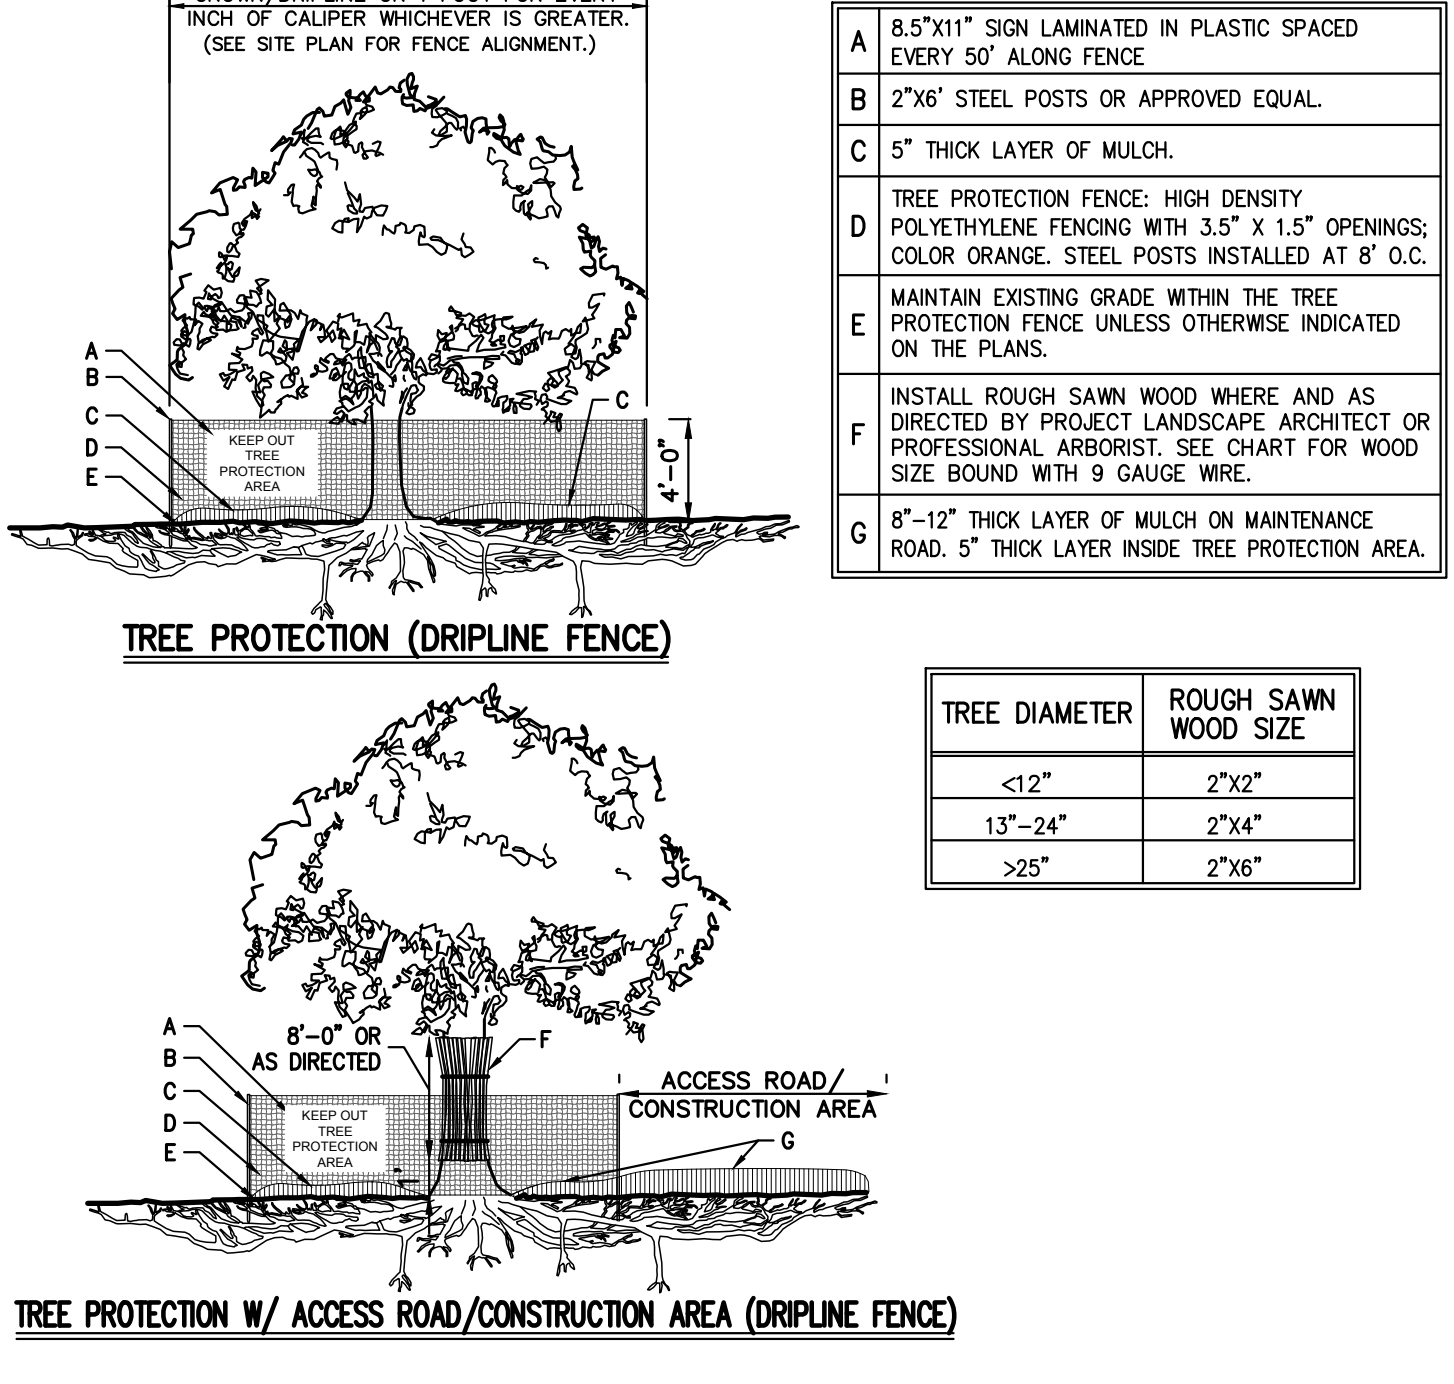 INCH OF CALIPER WHICHEVER IS GREATER.
(SEE SITE PLAN FOR FENCE ALIGNMENT.)
A
B
C
D
E
KEEP OUT
TREE
PROTECTION
AREA
C
4'-0"
TREE PROTECTION (DRIPLINE FENCE)
A 8.5"X11" SIGN LAMINATED IN PLASTIC SPACED
EVERY 50' ALONG FENCE
B 2"X6' STEEL POSTS OR APPROVED EQUAL.
C 5" THICK LAYER OF MULCH.
D TREE PROTECTION FENCE: HIGH DENSITY
POLYETHYLENE FENCING WITH 3.5" X 1.5" OPENINGS;
COLOR ORANGE. STEEL POSTS INSTALLED AT 8' O.C.
E MAINTAIN EXISTING GRADE WITHIN THE TREE
PROTECTION FENCE UNLESS OTHERWISE INDICATED
ON THE PLANS.
F INSTALL ROUGH SAWN WOOD WHERE AND AS
DIRECTED BY PROJECT LANDSCAPE ARCHITECT OR
PROFESSIONAL ARBORIST. SEE CHART FOR WOOD
SIZE BOUND WITH 9 GAUGE WIRE.
G 8"-12" THICK LAYER OF MULCH ON MAINTENANCE
ROAD. 5" THICK LAYER INSIDE TREE PROTECTION AREA.
TREE DIAMETER ROUGH SAWN
WOOD SIZE
<12" 2"X2"
13"-24" 2"X4"
>25" 2"X6"
A
B
C
D
E
8'-0" OR
AS DIRECTED
F
KEEP OUT
TREE
PROTECTION
AREA
1'
ACCESS ROAD/
CONSTRUCTION AREA
G
TREE PROTECTION W/ ACCESS ROAD/CONSTRUCTION AREA (DRIPLINE FENCE)